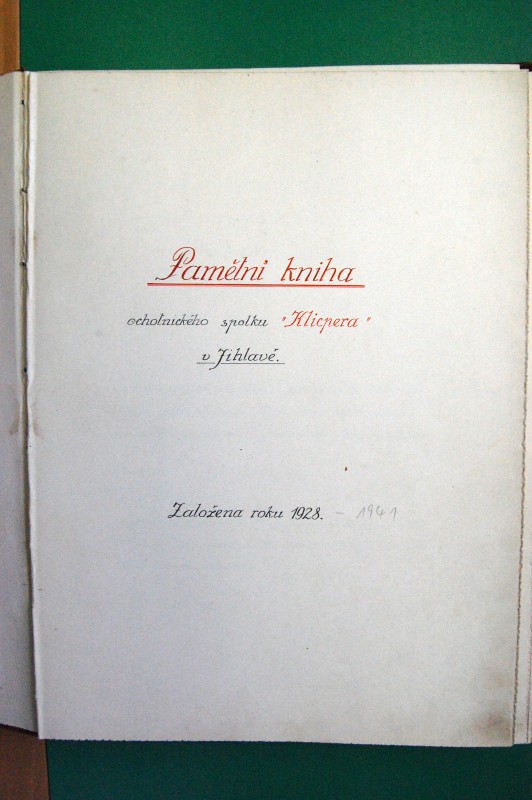 Pamětní kniha
ochotnického spolku "Klicpera"
v Jihlavě.
Založena roku 1928. - 1941